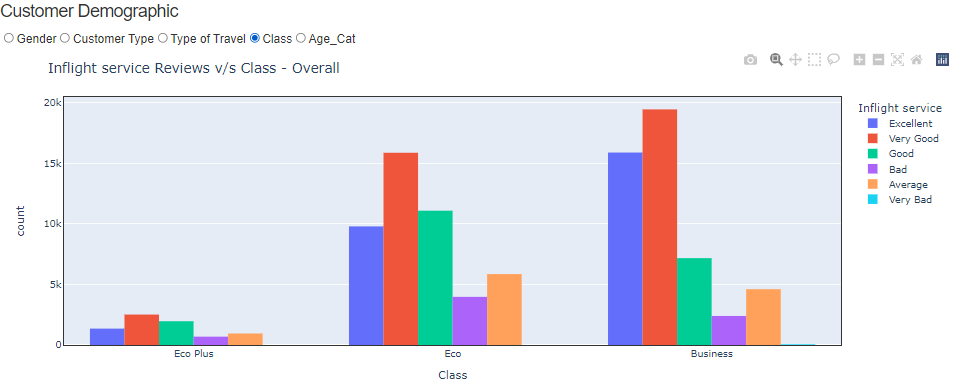 Customer Demographic
Gender Customer Type Type of Travel Class Age_Cat
Inflight service Reviews v/s Class - Overall
20k
15k
10k
5k
0
count
Eco Plus Eco Business
Class
Inflight service
Excellent
Very Good
Good
Bad
Average
Very Bad